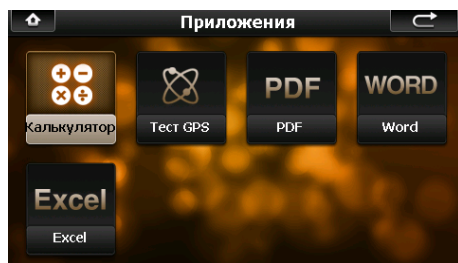 Приложения
Калькулятор
Тест GPS
PDF
PDF
WORD
Word
Excel
Excel